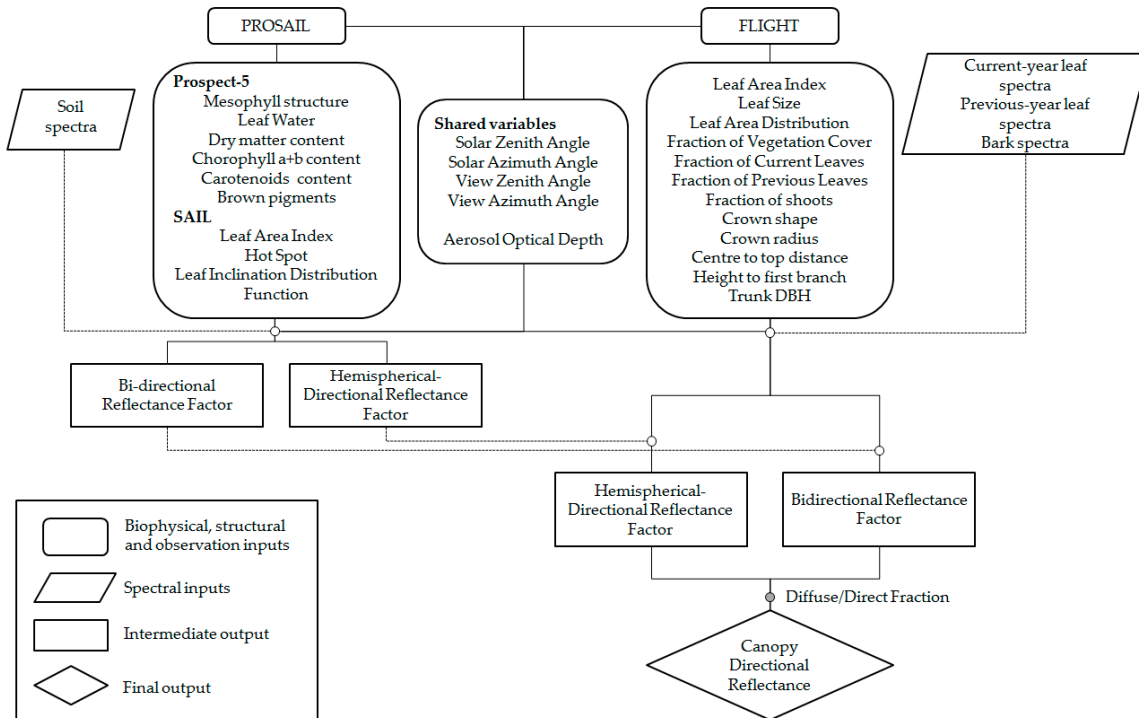 PROSAIL
FLIGHT
Soil
spectra
Prospect-5
Mesophyll structure
Leaf Water
Dry matter content
Chorophyll a+b content
Carotenoids content
Brown pigments
SAIL
Leaf Area Index
Hot Spot
Leaf Inclination Distribution
Function
Shared variables
Solar Zenith Angle
Solar Azimuth Angle
View Zenith Angle
View Azimuth Angle
Aerosol Optical Depth
Leaf Area Index
Leaf Size
Leaf Area Distribution
Fraction of Vegetation Cover
Fraction of Current Leaves
Fraction of Previous Leaves
Fraction of shoots
Crown shape
Crown radius
Centre to top distance
Height to first branch
Trunk DBH
Current-year leaf
spectra
Previous-year leaf
spectra
Bark spectra
Bi-directional
Reflectance Factor
Hemispherical-
Directional Reflectance
Factor
Hemispherical-
Directional Reflectance
Factor
Bidirectional Reflectance
Factor
Diffuse/Direct Fraction
Canopy
Directional
Reflectance
Biophysical, structural
and observation inputs
Spectral inputs
Intermediate output
Final output